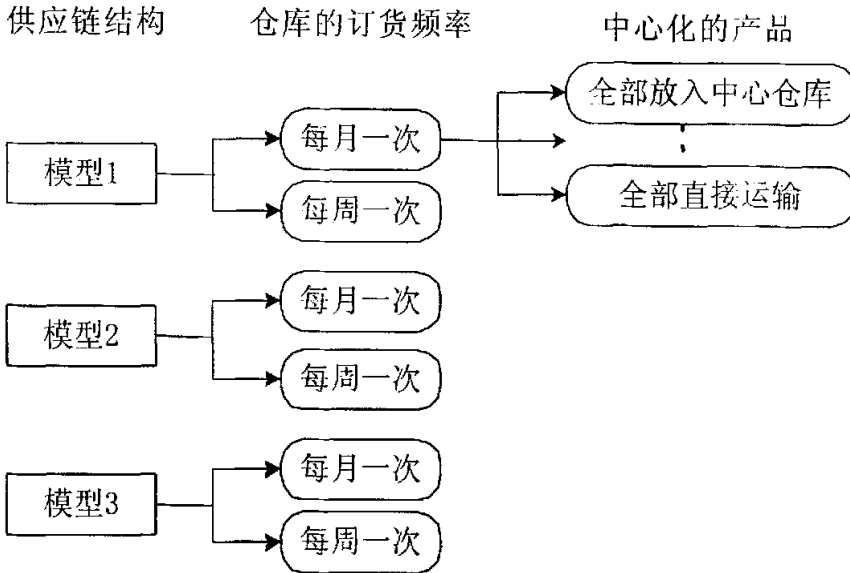 供应链结构
仓库的订货频率
中心化的产品
模型1
每月一次
每周一次
全部放入中心仓库
全部直接运输
模型2
每月一次
每周一次
模型3
每月一次
每周一次